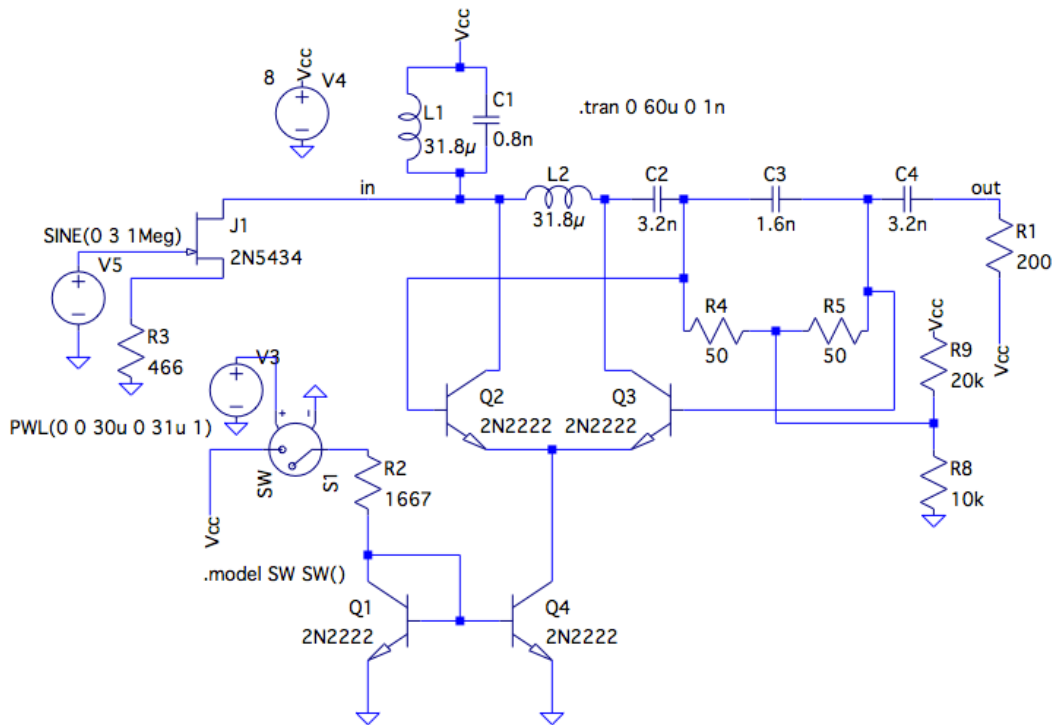 Vcc
8
Vcc
V4
L1
31.8µ
C1
0.8n
.tran 0 60u 0 1n
in
L2
31.8µ
C2
3.2n
C3
1.6n
C4
3.2n
out
R1
200
Vcc
SINE(0 3 1Meg)
J1
2N5434
V5
R3
466
R4
50
R5
50
Vcc
R9
20k
V3
PWL(0 0 30u 0 31u 1)
Q2
2N2222
Q3
2N2222
R8
10k
SW
S1
R2
1667
Vcc
.model SW SW()
Q1
2N2222
Q4
2N2222